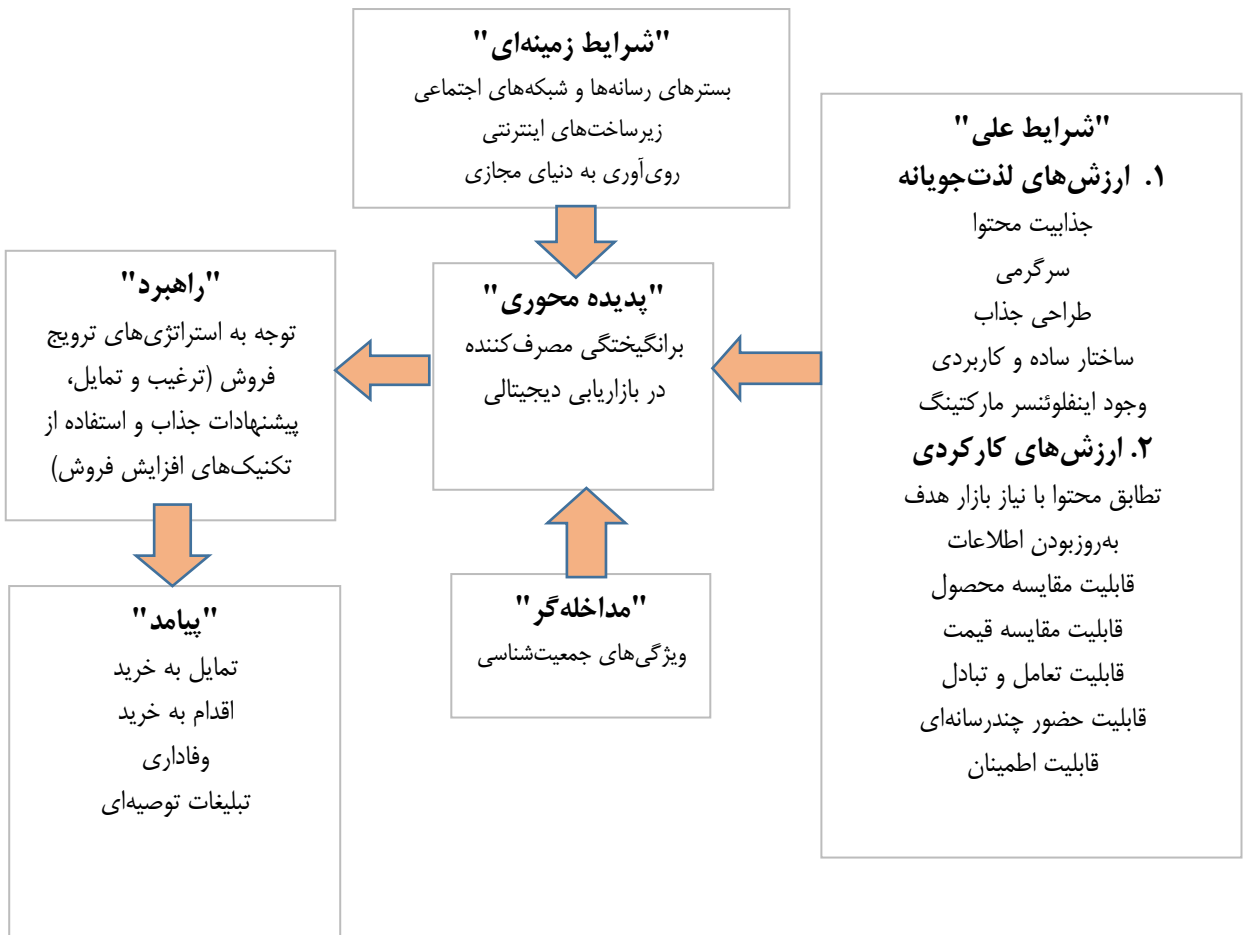 "شرایط زمینه‌ای"
بسترهای رسانه‌ها و شبکه‌های اجتماعی
زیرساخت‌های اینترنتی
روی‌آوری به دنیای مجازی
"شرایط علی"
۱. ارزش‌های لذت‌جویانه
جذابیت محتوا
سرگرمی
طراحی جذاب
ساختار ساده و کاربردی
وجود اینفلوئنسر مارکتینگ
۲. ارزش‌های کارکردی
تطابق محتوا با نیاز بازار هدف
به‌روزبودن اطلاعات
قابلیت مقایسه محصول
قابلیت مقایسه قیمت
قابلیت تعامل و تبادل
قابلیت حضور چندرسانه‌ای
قابلیت اطمینان
"پدیده محوری"
برانگیختگی مصرف‌کننده
در بازاریابی دیجیتالی
"راهبرد"
توجه به استراتژی‌های ترویج
فروش (ترغیب و تمایل،
پیشنهادات جذاب و استفاده از
تکنیک‌های افزایش فروش)
"مداخله‌گر"
ویژگی‌های جمعیت‌شناسی
"پیامد"
تمایل به خرید
اقدام به خرید
وفاداری
تبلیغات توصیه‌ای